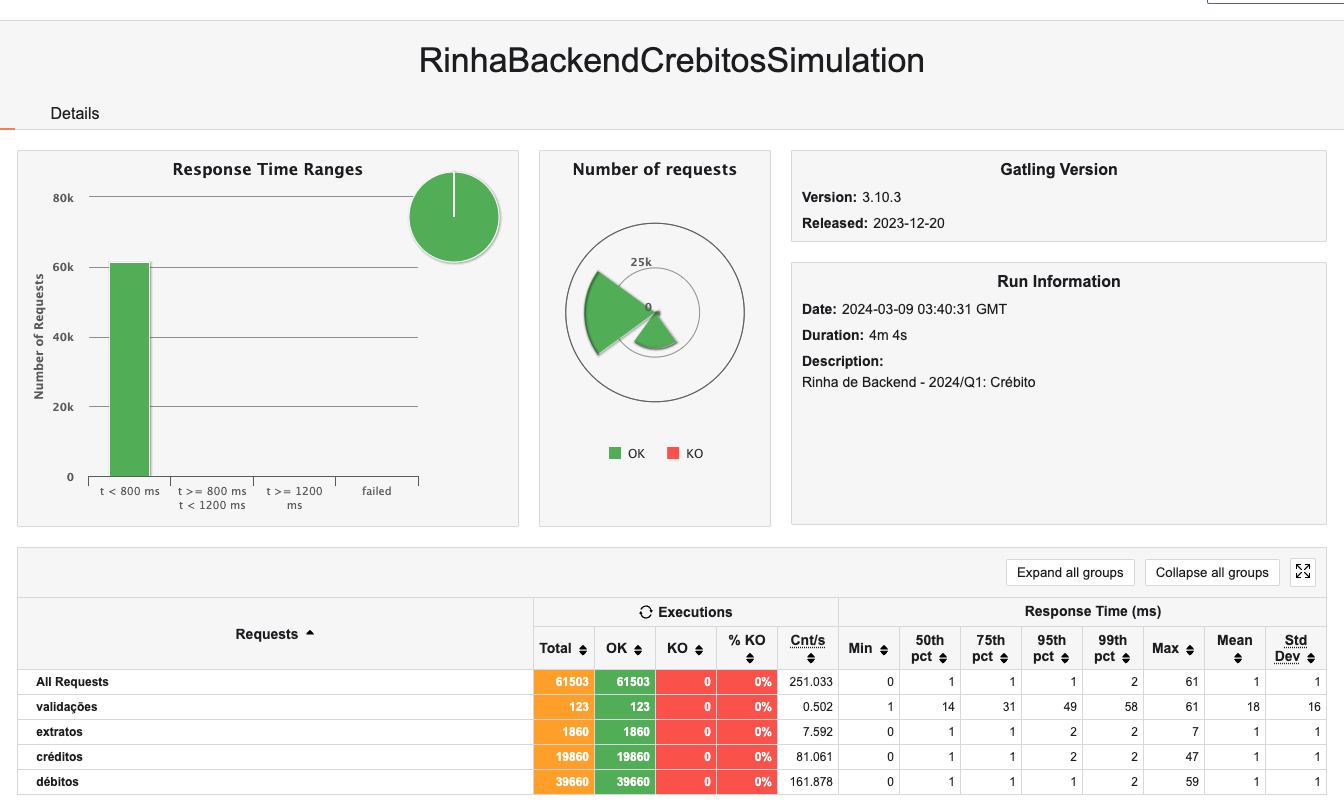 RinhaBackendCrebitosSimulation
Details
Response Time Ranges
Number of Requests
80k
60k
40k
20k
0
t < 800 ms
t >= 800 ms
t < 1200 ms
t >= 1200
ms
failed
Number of requests
25k
0
OK KO
Gatling Version
Version: 3.10.3
Released: 2023-12-20
Run Information
Date: 2024-03-09 03:40:31 GMT
Duration: 4m 4s
Description:
Rinha de Backend - 2024/Q1: Crébito
Expand all groups Collapse all groups
Requests Executions Response Time (ms)
Total OK KO % KO Cnt/s Min 50th pct 75th pct 95th pct 99th pct Max Mean Std Dev
All Requests 61503 61503 0 0% 251.033 0 1 1 1 2 61 1 1
validações 123 123 0 0% 0.502 1 14 31 49 58 61 18 16
extratos 1860 1860 0 0% 7.592 0 1 1 2 2 7 1 1
créditos 19860 19860 0 0% 81.061 0 1 1 2 2 47 1 1
débitos 39660 39660 0 0% 161.878 0 1 1 1 2 59 1 1